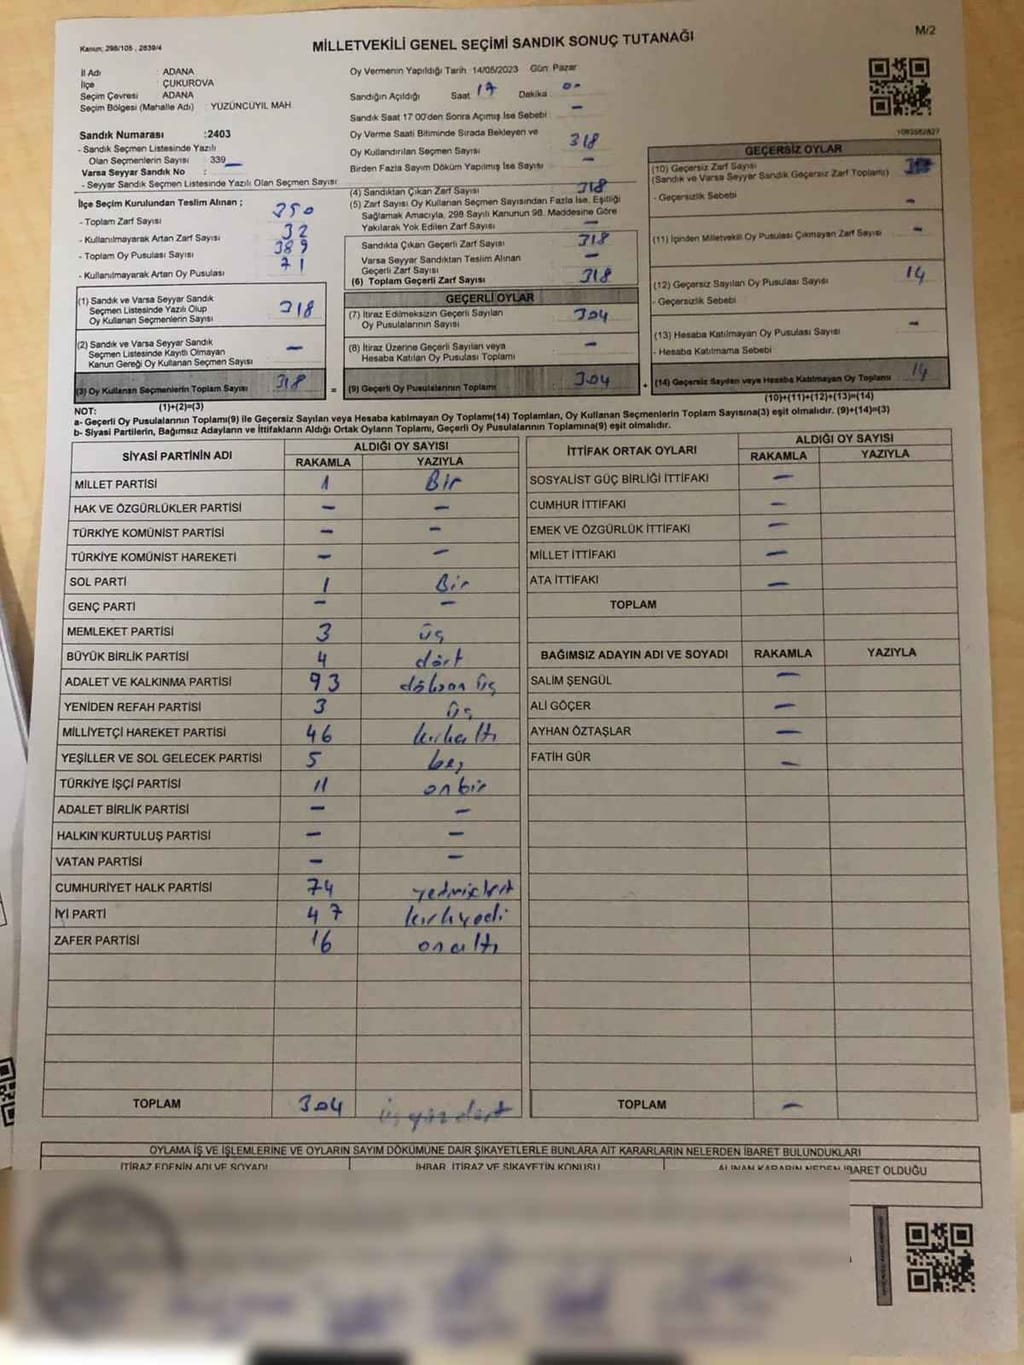 Kanun; 298/105 , 2839/4
MİLLETVEKİLİ GENEL SEÇİMİ SANDIK SONUÇ TUTANAĞI
M/2
İl Adı : ADANA
İlçe : ÇUKUROVA
Seçim Çevresi : ADANA
Seçim Bölgesi (Mahalle Adı) : YÜZÜNCÜYIL MAH
Sandık Numarası :2403
- Sandık Seçmen Listesinde Yazılı
Olan Seçmenlerin Sayısı : 339
Varsa Seyyar Sandık No :
- Seyyar Sandık Seçmen Listesinde Yazılı Olan Seçmen Sayısı
İlçe Seçim Kurulundan Teslim Alınan ;
- Toplam Zarf Sayısı 350
- Kullanılmayarak Artan Zarf Sayısı 32
- Toplam Oy Pusulası Sayısı 389
- Kullanılmayarak Artan Oy Pusulası 71
(1) Sandık ve Varsa Seyyar Sandık
Seçmen Listesinde Yazılı Olup
Oy Kullanan Seçmenlerin Sayısı 318
(2) Sandık ve Varsa Seyyar Sandık
Seçmen Listesinde Kayıtlı Olmayan
Kanun Gereği Oy Kullanan Seçmen Sayısı –
(3) Oy Kullanan Seçmenlerin Toplam Sayısı 318 =
(1)+(2)=(3)
Oy Vermenin Yapıldığı Tarih :14/05/2023 Gün: Pazar
Sandığın Açıldığı Saat 17 Dakika 00
Sandık Saat 17 00'den Sonra Açımış İse Sebebi –
Oy Verme Saati Bitiminde Sırada Bekleyen ve
Oy Kullandırılan Seçmen Sayısı 318
Birden Fazla Sayım Döküm Yapılmış İse Sayısı –
(4) Sandıktan Çıkan Zarf Sayısı 318
(5) Zarf Sayısı Oy Kullanan Seçmen Sayısından Fazla İse, Eşitliği
Sağlamak Amacıyla, 298 Sayılı Kanunun 98. Maddesine Göre
Yakılarak Yok Edilen Zarf Sayısı –
Sandıkta Çıkan Geçerli Zarf Sayısı 318
Varsa Seyyar Sandıktan Teslim Alınan
Geçerli Zarf Sayısı –
(6) Toplam Geçerli Zarf Sayısı 318
GEÇERLİ OYLAR
(7) İtiraz Edilmeksizin Geçerli Sayılan
Oy Pusulalarının Sayısı 304
(8) İtiraz Üzerine Geçerli Sayılan veya
Hesaba Katılan Oy Pusulası Toplamı –
(9) Geçerli Oy Pusulalarının Toplamı 304 +
GEÇERSİZ OYLAR
(10) Geçersiz Zarf Sayısı
(Sandık ve Varsa Seyyar Sandık Geçersiz Zarf Toplamı)
- Geçersizlik Sebebi –
(11) İçinden Milletvekili Oy Pusulası Çıkmayan Zarf Sayısı –
(12) Geçersiz Sayılan Oy Pusulası Sayısı 14
- Geçersizlik Sebebi
(13) Hesaba Katılmayan Oy Pusulası Sayısı –
- Hesaba Katılmama Sebebi
(14) Geçersiz Sayılan veya Hesaba Katılmayan Oy Toplamı 14
(10)+(11)+(12)+(13)=(14)
NOT:
a- Geçerli Oy Pusulalarının Toplamı(9) ile Geçersiz Sayılan veya Hesaba katılmayan Oy Toplamı(14) Toplamları, Oy Kullanan Seçmenlerin Toplam Sayısına(3) eşit olmalıdır. (9)+(14)=(3)
b- Siyasi Partilerin, Bağımsız Adayların ve İttifakların Aldığı Ortak Oyların Toplamı, Geçerli Oy Pusulalarının Toplamına(9) eşit olmalıdır.
SİYASİ PARTİNİN ADI ALDIĞI OY SAYISI
RAKAMLA YAZIYLA
MİLLET PARTİSİ 1 Bir
HAK VE ÖZGÜRLÜKLER PARTİSİ – –
TÜRKİYE KOMÜNİST PARTİSİ – –
TÜRKİYE KOMÜNİST HAREKETİ – –
SOL PARTİ 1 Bir
GENÇ PARTİ – –
MEMLEKET PARTİSİ 3 üç
BÜYÜK BİRLİK PARTİSİ 4 dört
ADALET VE KALKINMA PARTİSİ 93 doksan üç
YENİDEN REFAH PARTİSİ 3 üç
MİLLİYETÇİ HAREKET PARTİSİ 46 kırkaltı
YEŞİLLER VE SOL GELECEK PARTİSİ 5 beş
TÜRKİYE İŞÇİ PARTİSİ 11 onbir
ADALET BİRLİK PARTİSİ – –
HALKIN KURTULUŞ PARTİSİ – –
VATAN PARTİSİ – –
CUMHURİYET HALK PARTİSİ 74 yetmişdört
İYİ PARTİ 47 kırkyedi
ZAFER PARTİSİ 16 onaltı
TOPLAM 304 üçyüzdört
İTTİFAK ORTAK OYLARI ALDIĞI OY SAYISI
RAKAMLA YAZIYLA
SOSYALİST GÜÇ BİRLİĞİ İTTİFAKI –
CUMHUR İTTİFAKI –
EMEK VE ÖZGÜRLÜK İTTİFAKI –
MİLLET İTTİFAKI –
ATA İTTİFAKI –
TOPLAM
BAĞIMSIZ ADAYIN ADI VE SOYADI RAKAMLA YAZIYLA
SALİM ŞENGÜL –
ALİ GÖÇER –
AYHAN ÖZTAŞLAR –
FATİH GÜR –
TOPLAM –
OYLAMA İŞ VE İŞLEMLERİNE VE OYLARIN SAYIM DÖKÜMÜNE DAİR ŞİKAYETLERLE BUNLARA AİT KARARLARIN NELERDEN İBARET BULUNDUKLARI
İTİRAZ EDENİN ADI VE SOYADI İHBAR, İTİRAZ VE ŞİKAYETİN KONUSU ALINAN KARARIN NEDEN İBARET OLDUĞU